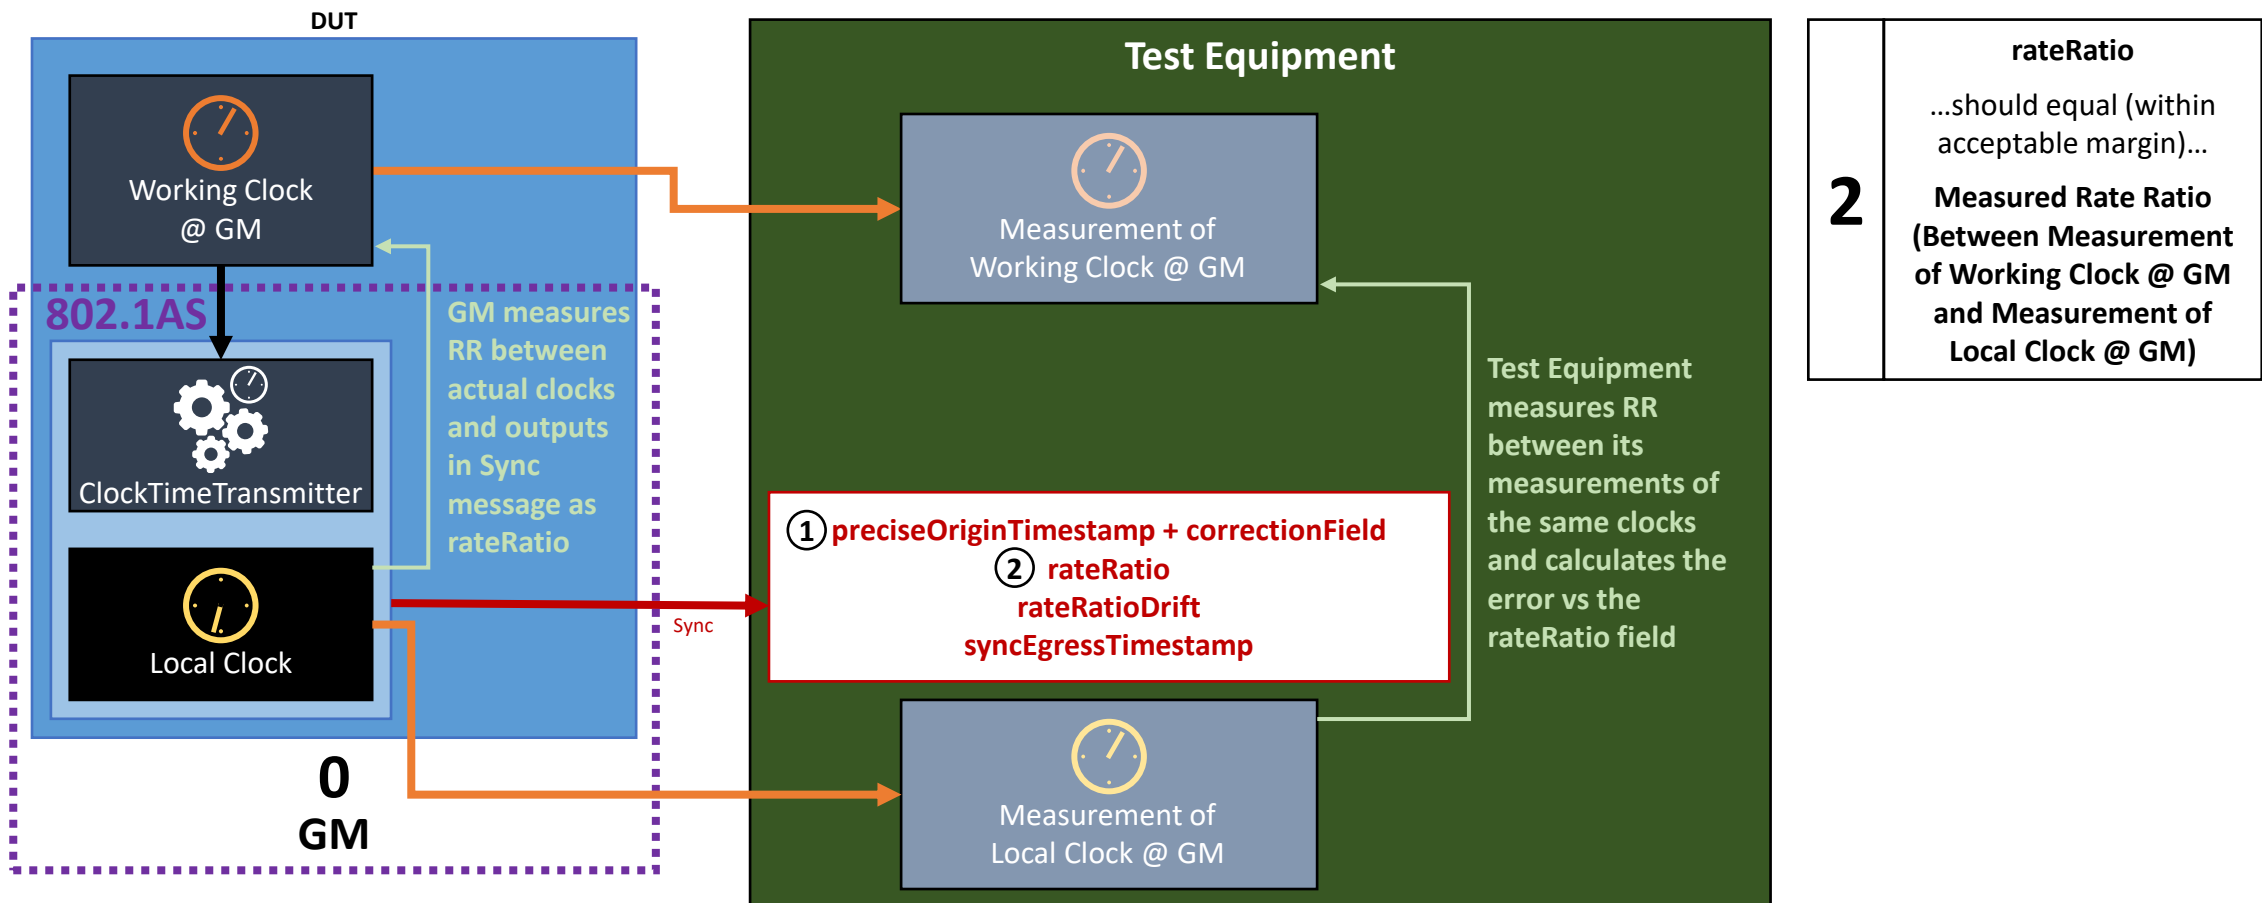 DUT
Working Clock
@ GM
802.1AS
GM measures
RR between
actual clocks
and outputs
in Sync
message as
rateRatio
ClockTimeTransmitter
Local Clock
0
GM
Sync
Test Equipment
Measurement of
Working Clock @ GM
1 preciseOriginTimestamp + correctionField
2 rateRatio
rateRatioDrift
syncEgressTimestamp
Measurement of
Local Clock @ GM
Test Equipment
measures RR
between its
measurements of
the same clocks
and calculates the
error vs the
rateRatio field
2
rateRatio
...should equal (within
acceptable margin)...
Measured Rate Ratio
(Between Measurement
of Working Clock @ GM
and Measurement of
Local Clock @ GM)